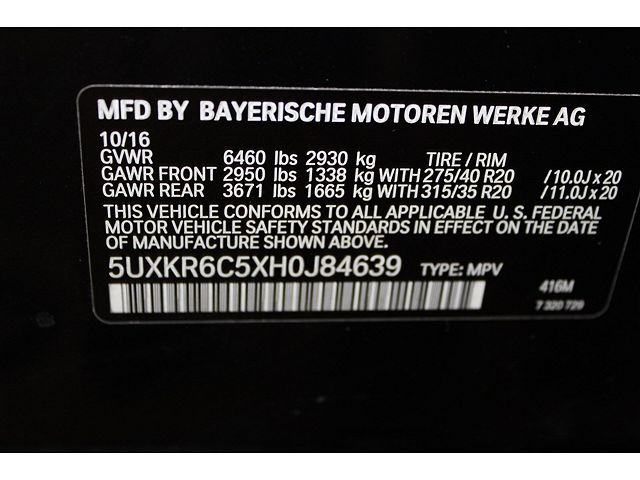 MFD BY BAYERISCHE MOTOREN WERKE AG
10/16
GVWR 6460 lbs 2930 kg TIRE / RIM
GAWR FRONT 2950 lbs 1338 kg WITH 275/40 R20 /10.0J x 20
GAWR REAR 3671 lbs 1665 kg WITH 315/35 R20 /11.0J x 20
THIS VEHICLE CONFORMS TO ALL APPLICABLE U. S. FEDERAL
MOTOR VEHICLE SAFETY STANDARDS IN EFFECT ON THE DATE
OF MANUFACTURE.
5UXKR6C5XH0J84639 TYPE: MPV
416M
7 320 729